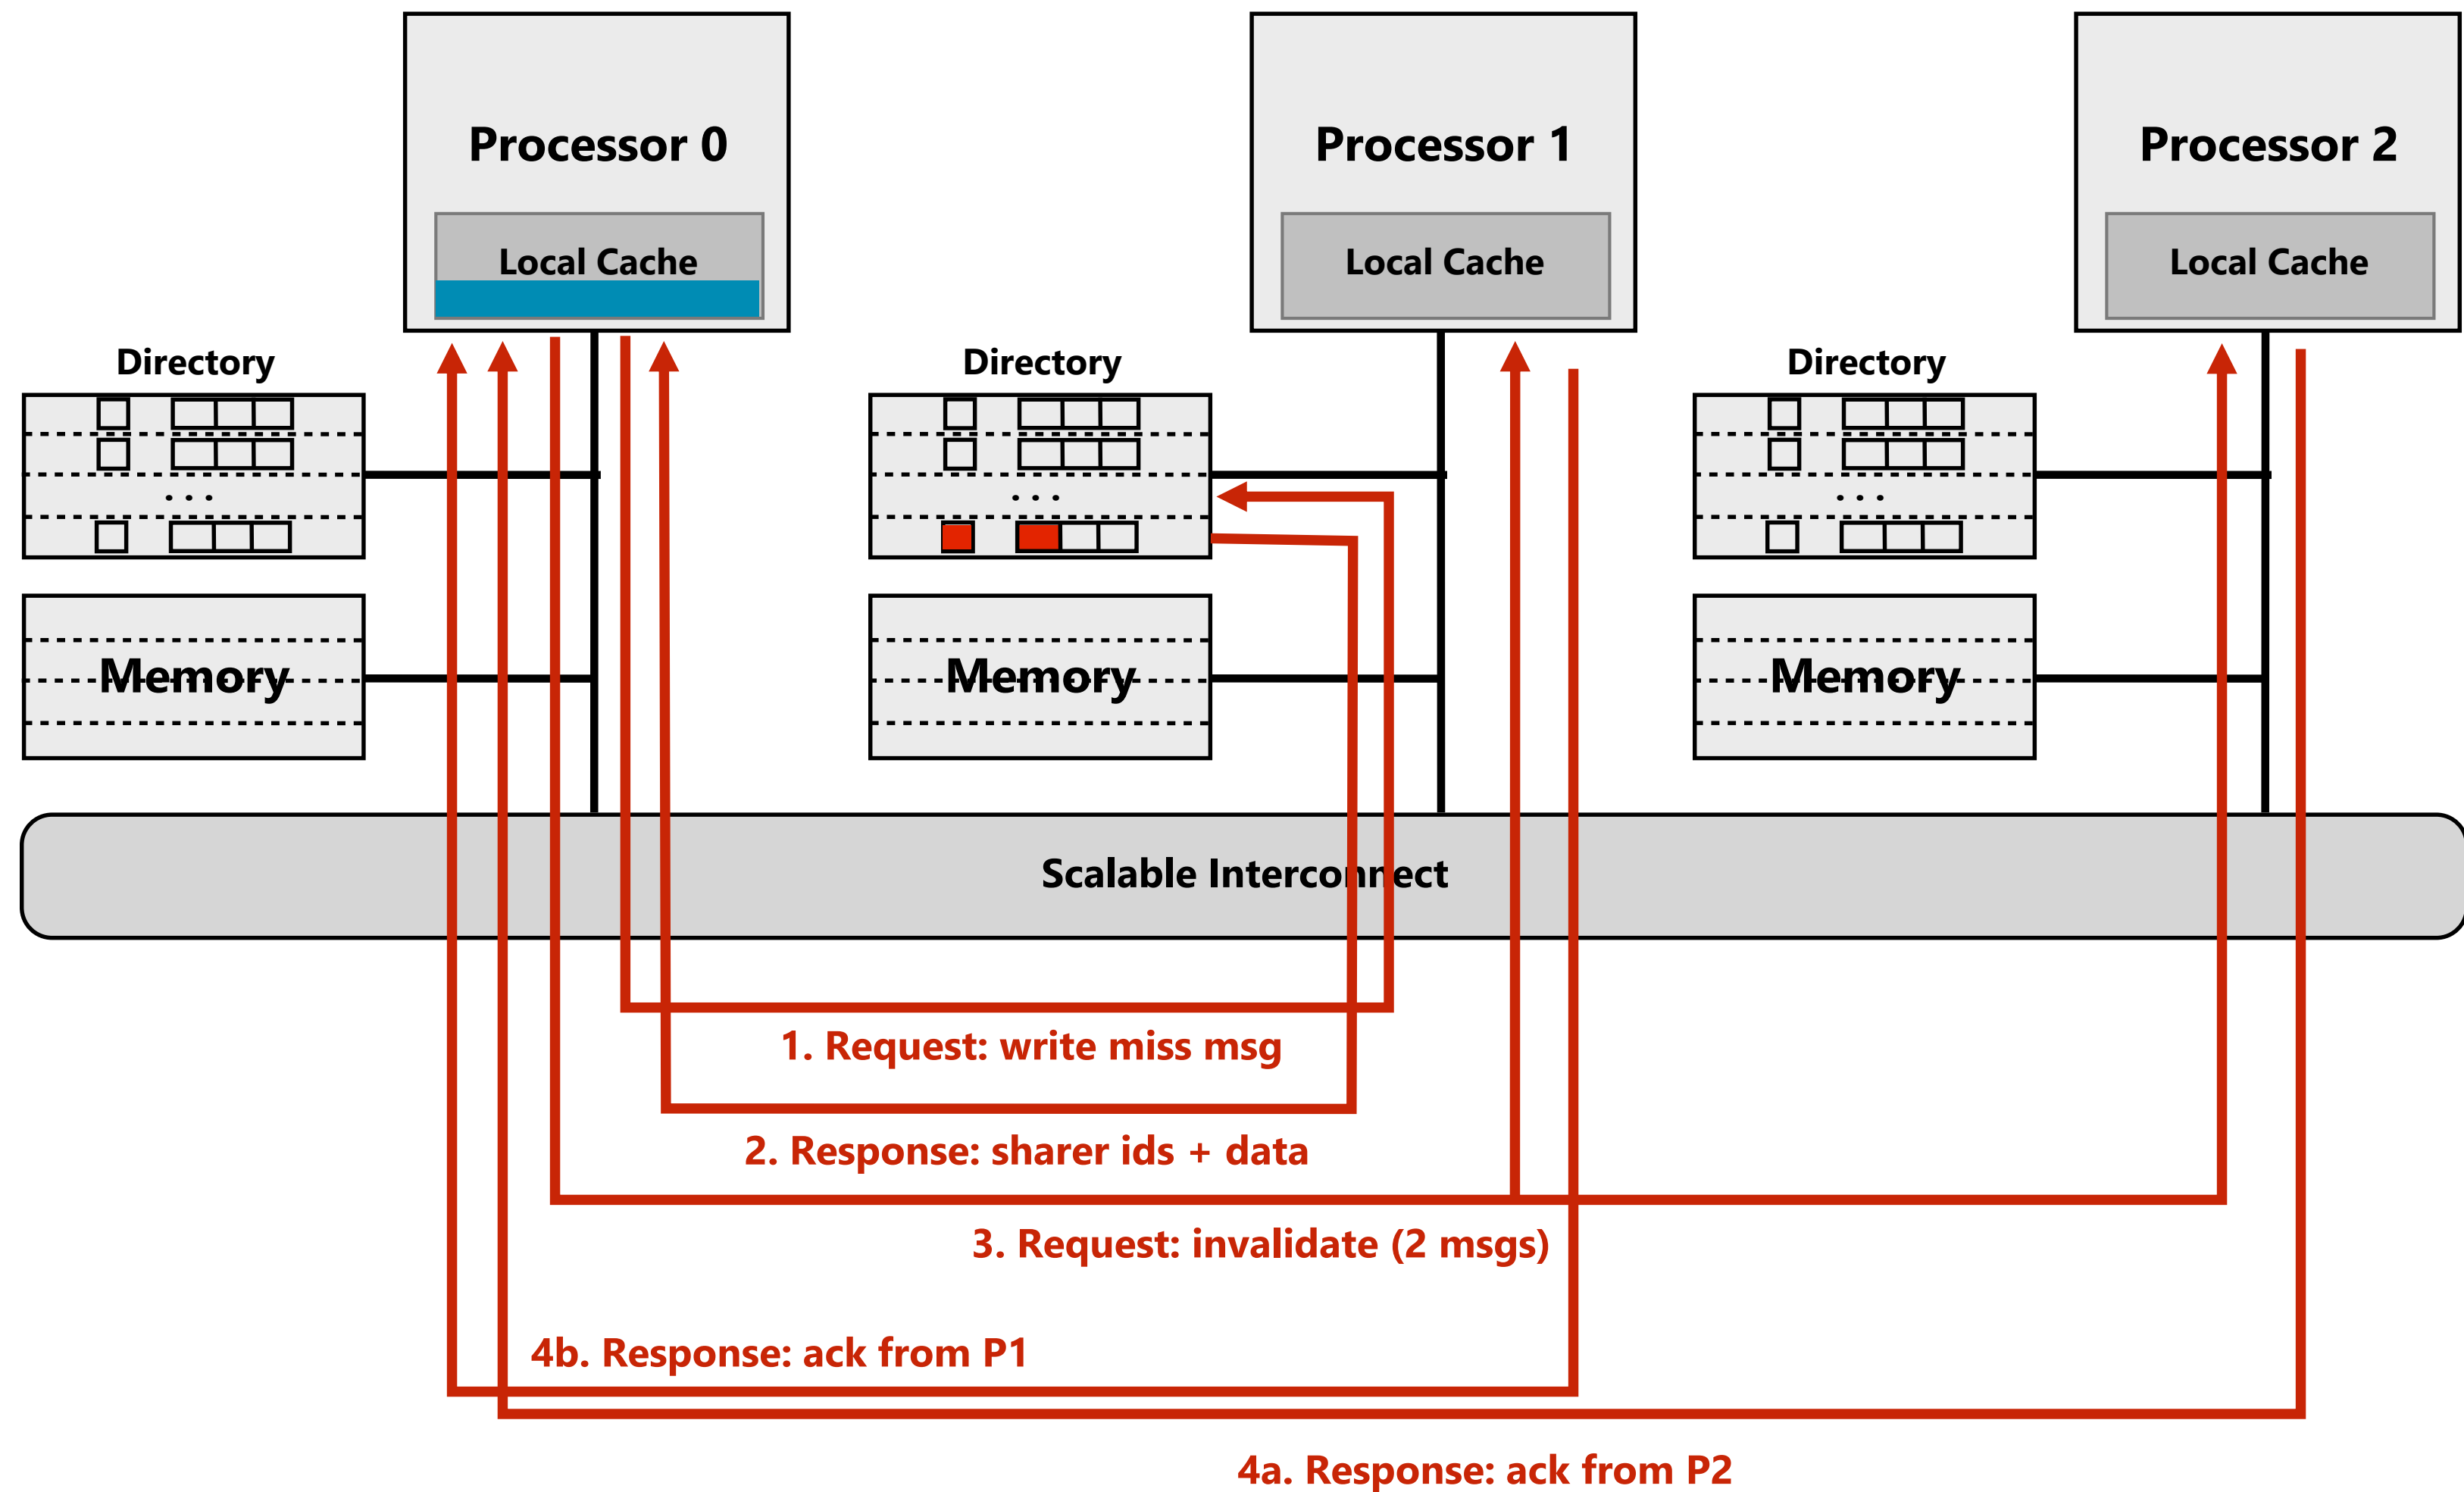 Processor 0
Processor 1
Processor 2
Local Cache
Local Cache
Local Cache
Directory
Directory
Directory
. . .
. . .
. . .
Memory
Memory
Memory
Scalable Interconnect
1. Request: write miss msg
2. Response: sharer ids + data
3. Request: invalidate (2 msgs)
4b. Response: ack from P1
4a. Response: ack from P2